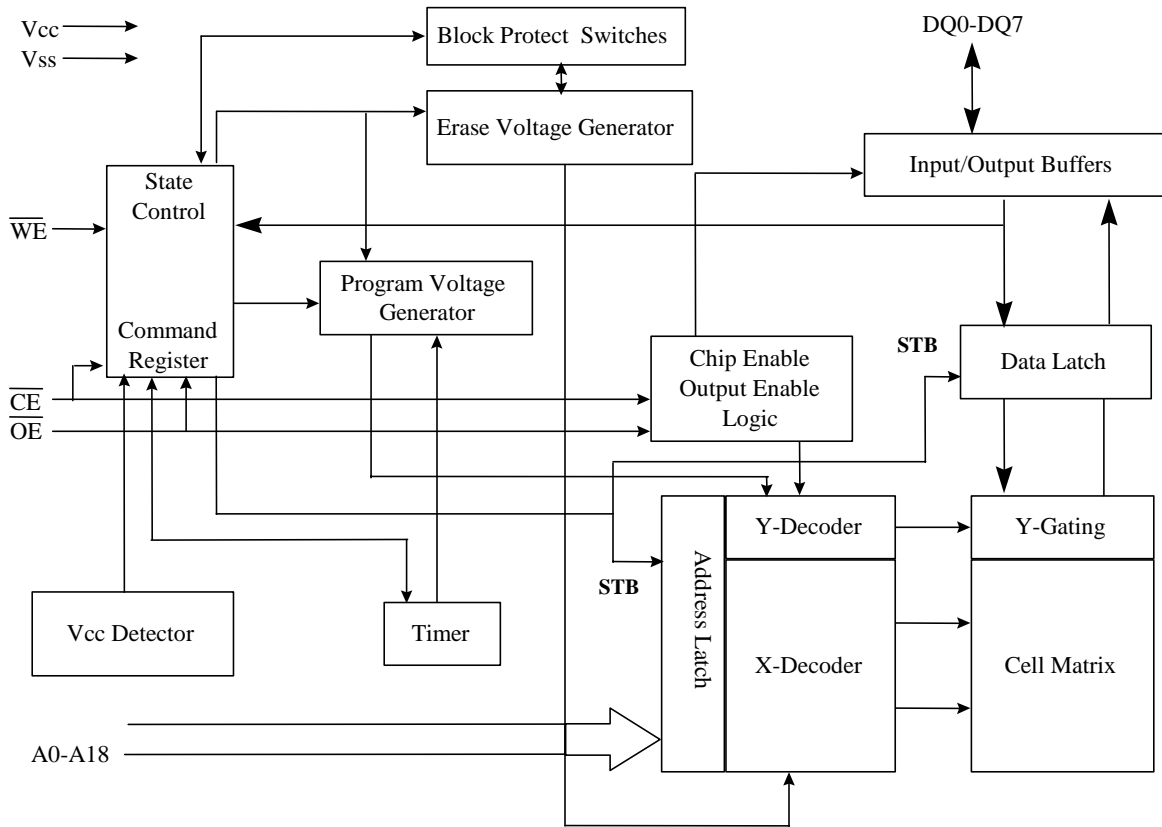 Vcc
Vss
Block Protect Switches
DQ0-DQ7
Erase Voltage Generator
Input/Output Buffers
State
Control
WE
Program Voltage
Generator
Command
Register
STB
Data Latch
Chip Enable
Output Enable
Logic
CE
OE
Address Latch
Y-Decoder
Y-Gating
STB
Vcc Detector
Timer
X-Decoder
Cell Matrix
A0-A18